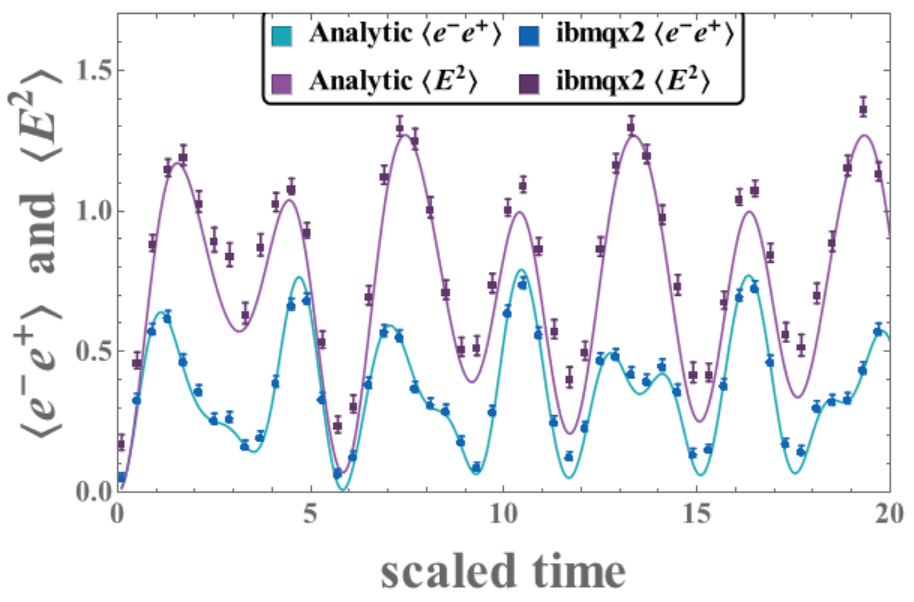 Analytic ⟨e⁻e⁺⟩ ibmqx2 ⟨e⁻e⁺⟩
Analytic ⟨E²⟩ ibmqx2 ⟨E²⟩
⟨e⁻e⁺⟩ and ⟨E²⟩
1.5
1.0
0.5
0.0
0 5 10 15 20
scaled time